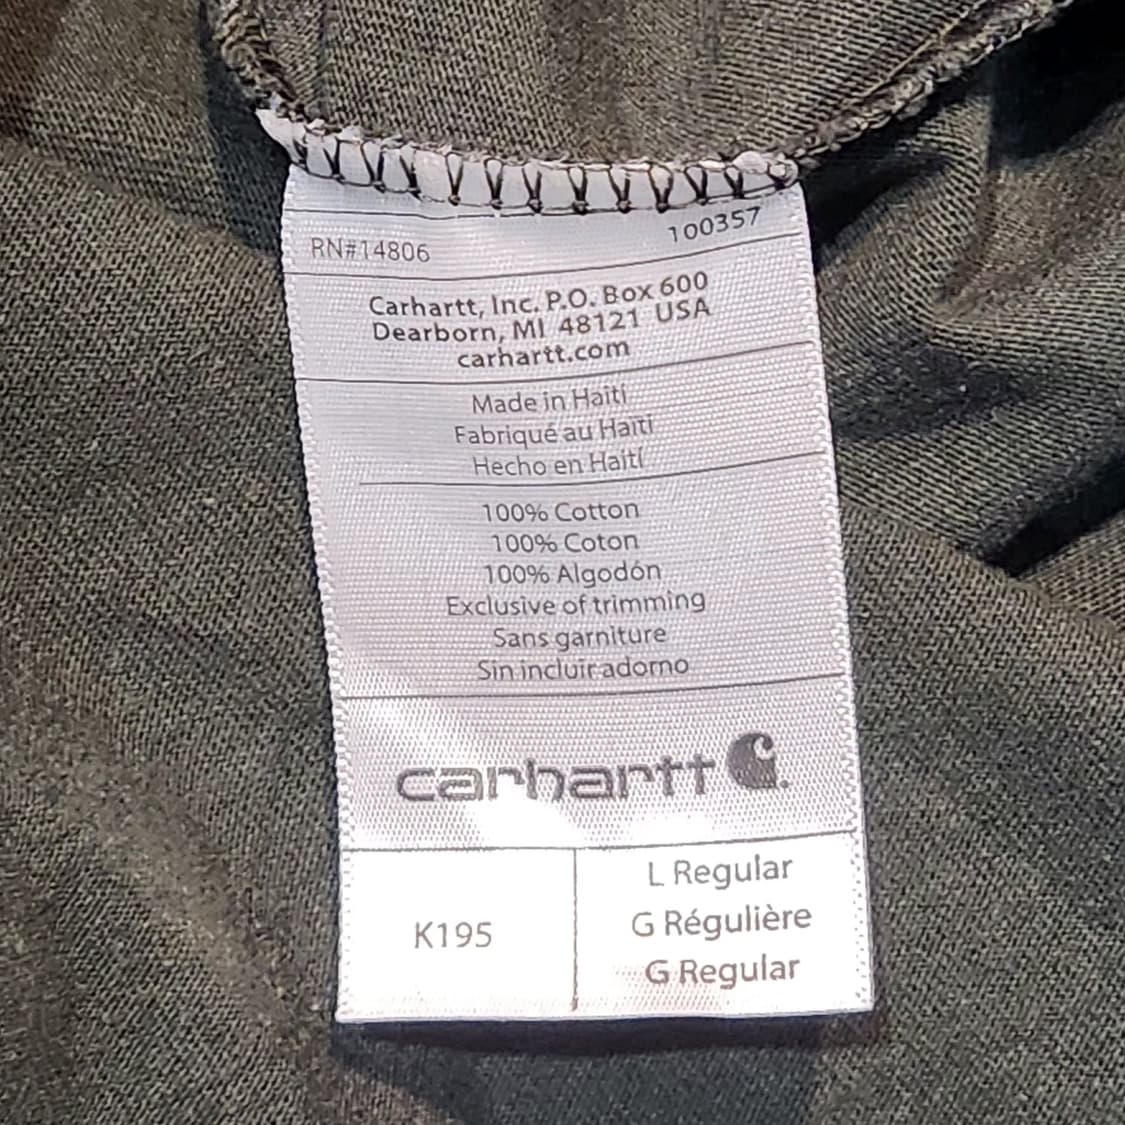 RN#14806 100357
Carhartt, Inc. P.O. Box 600
Dearborn, MI 48121 USA
carhartt.com
Made in Haiti
Fabriqué au Haïti
Hecho en Haití
100% Cotton
100% Coton
100% Algodón
Exclusive of trimming
Sans garniture
Sin incluir adorno
carhartt
K195
L Regular
G Régulière
G Regular